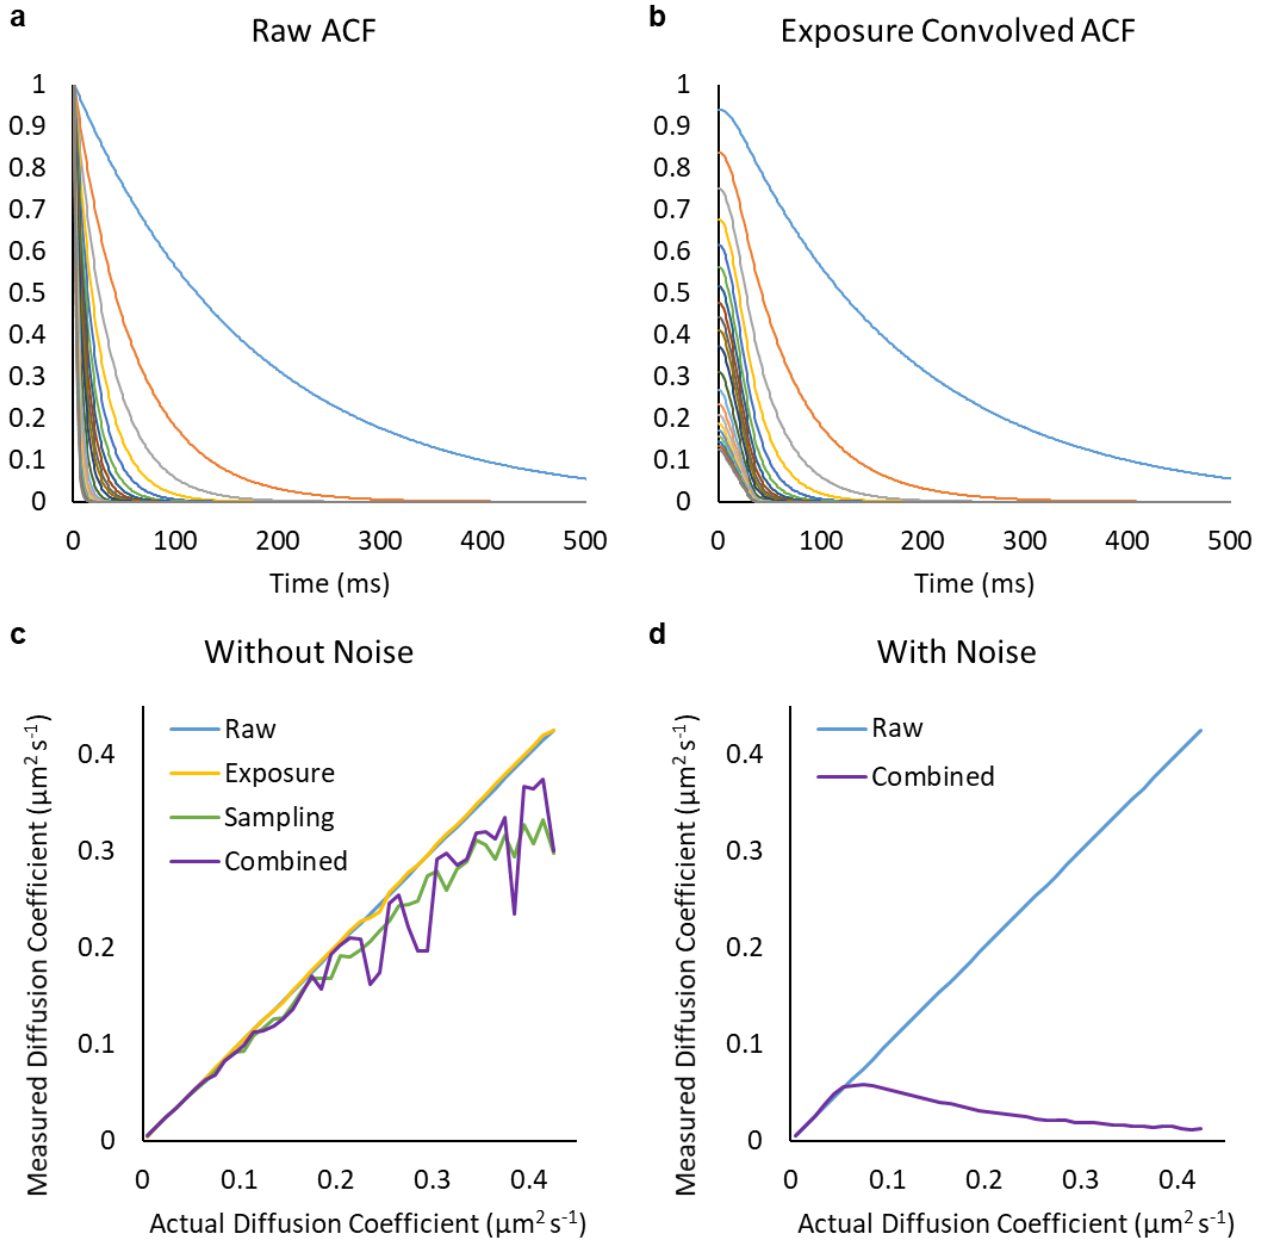 a
Raw ACF
1
0.9
0.8
0.7
0.6
0.5
0.4
0.3
0.2
0.1
0
0 100 200 300 400 500
Time (ms)
b
Exposure Convolved ACF
1
0.9
0.8
0.7
0.6
0.5
0.4
0.3
0.2
0.1
0
0 100 200 300 400 500
Time (ms)
c
Without Noise
Measured Diffusion Coefficient (µm² s⁻¹)
Raw
Exposure
Sampling
Combined
0.4
0.3
0.2
0.1
0
0 0.1 0.2 0.3 0.4
Actual Diffusion Coefficient (µm² s⁻¹)
d
With Noise
Measured Diffusion Coefficient (µm² s⁻¹)
Raw
Combined
0.4
0.3
0.2
0.1
0
0 0.1 0.2 0.3 0.4
Actual Diffusion Coefficient (µm² s⁻¹)